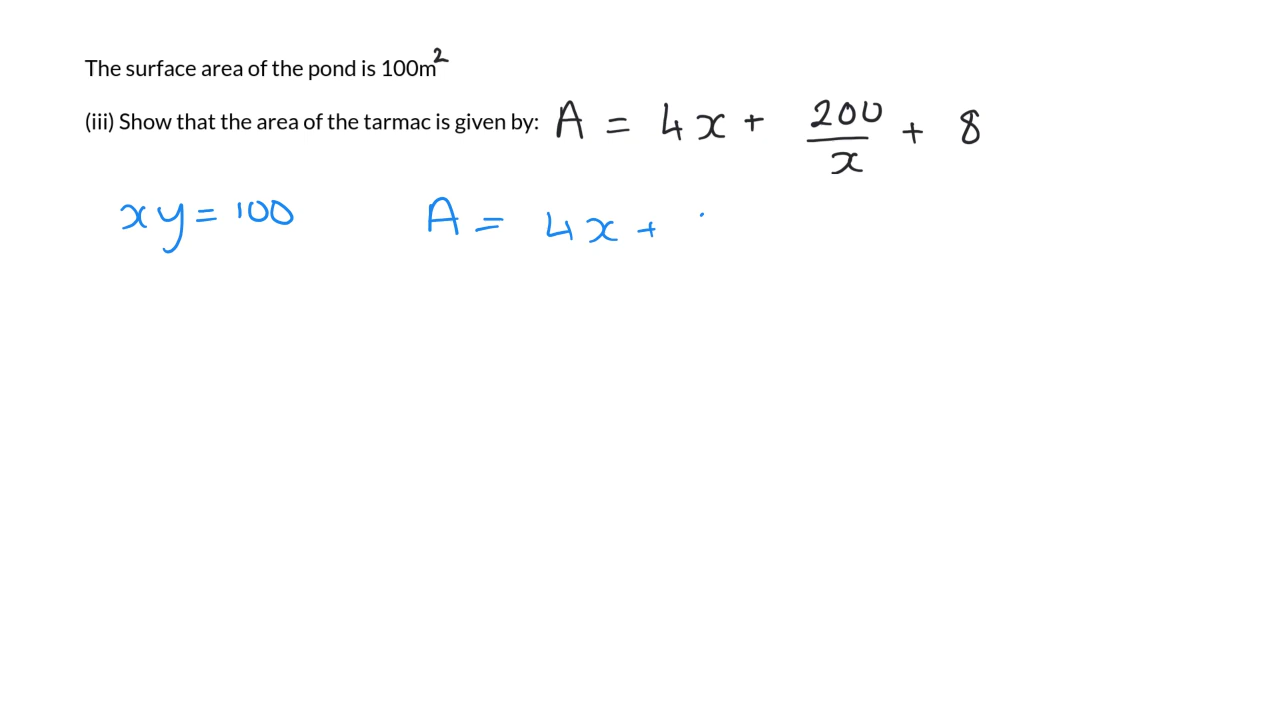 The surface area of the pond is 100m²
(iii) Show that the area of the tarmac is given by: A = 4x + 200/x + 8
xy = 100 A = 4x +